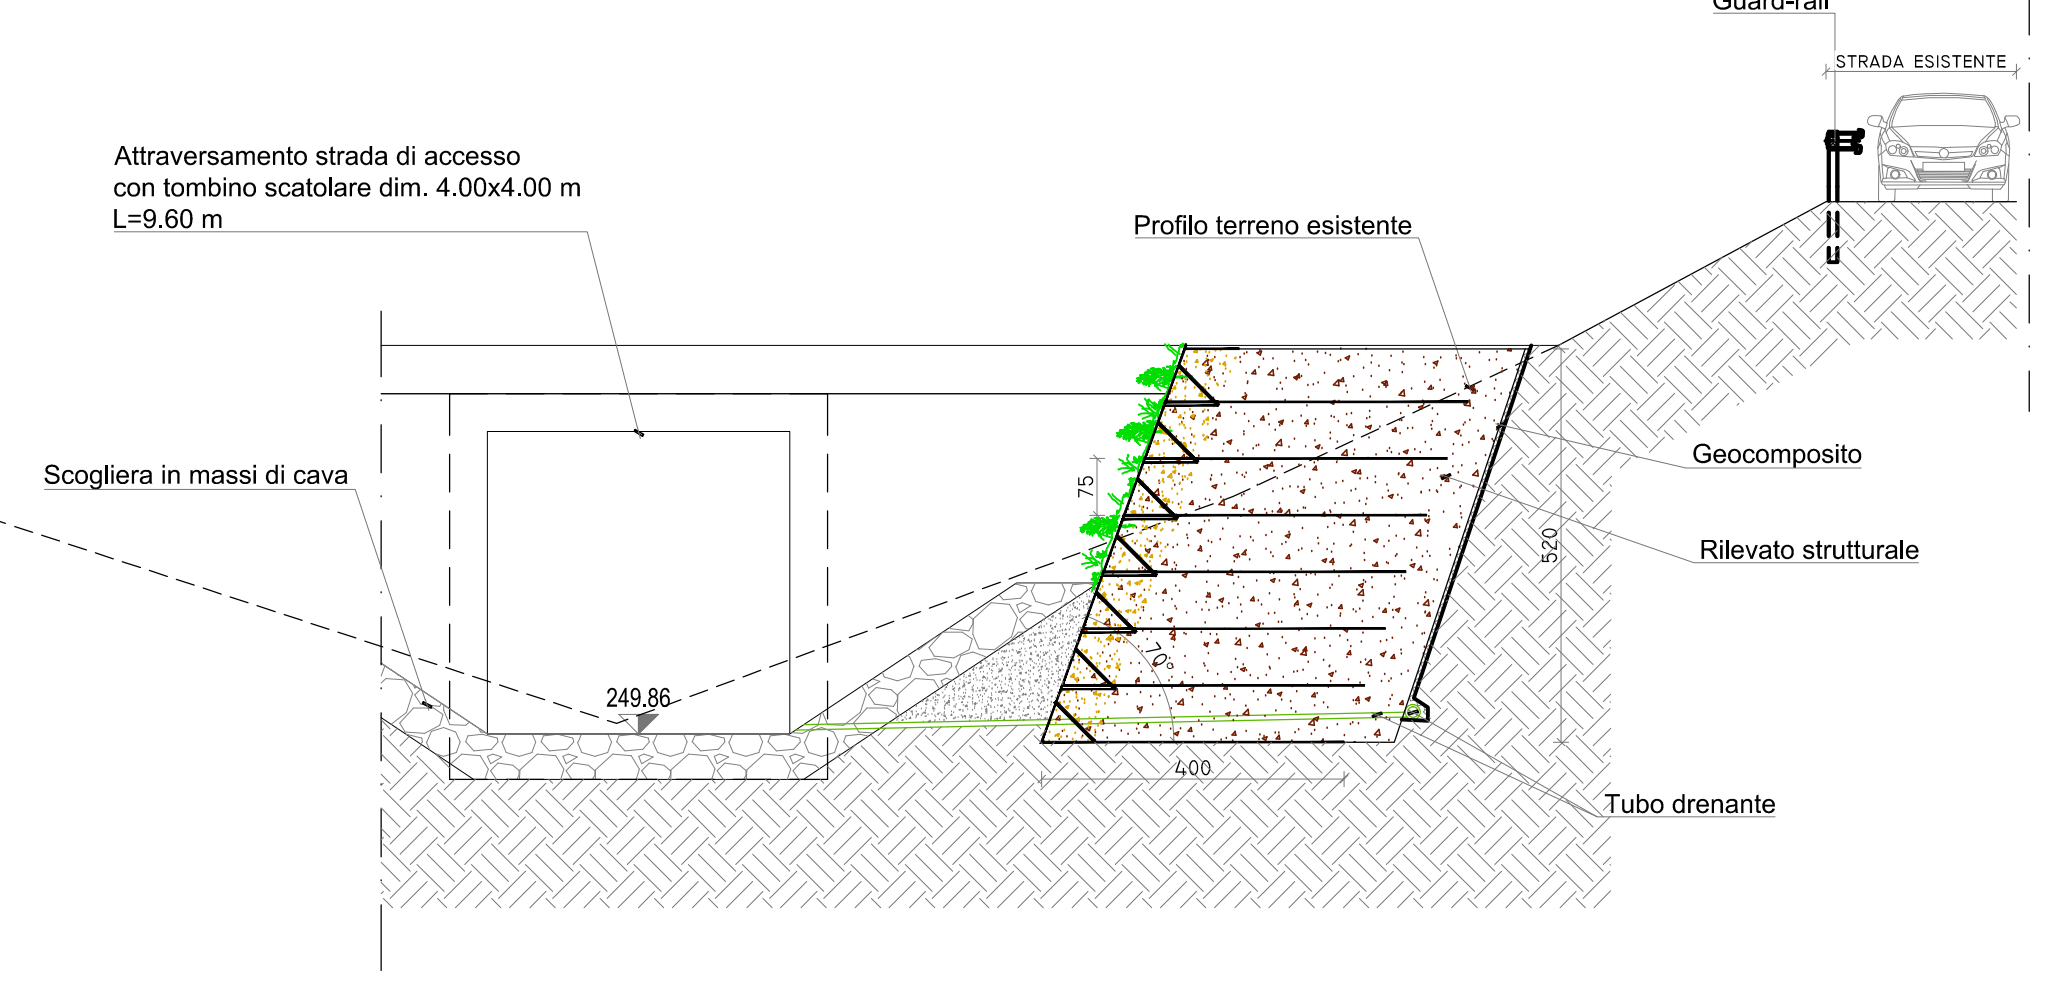 Guard-rail
STRADA ESISTENTE
Attraversamento strada di accesso
con tombino scatolare dim. 4.00x4.00 m
L=9.60 m
Profilo terreno esistente
Geocomposito
Scogliera in massi di cava
75
520
Rilevato strutturale
70°
249.86
400
Tubo drenante